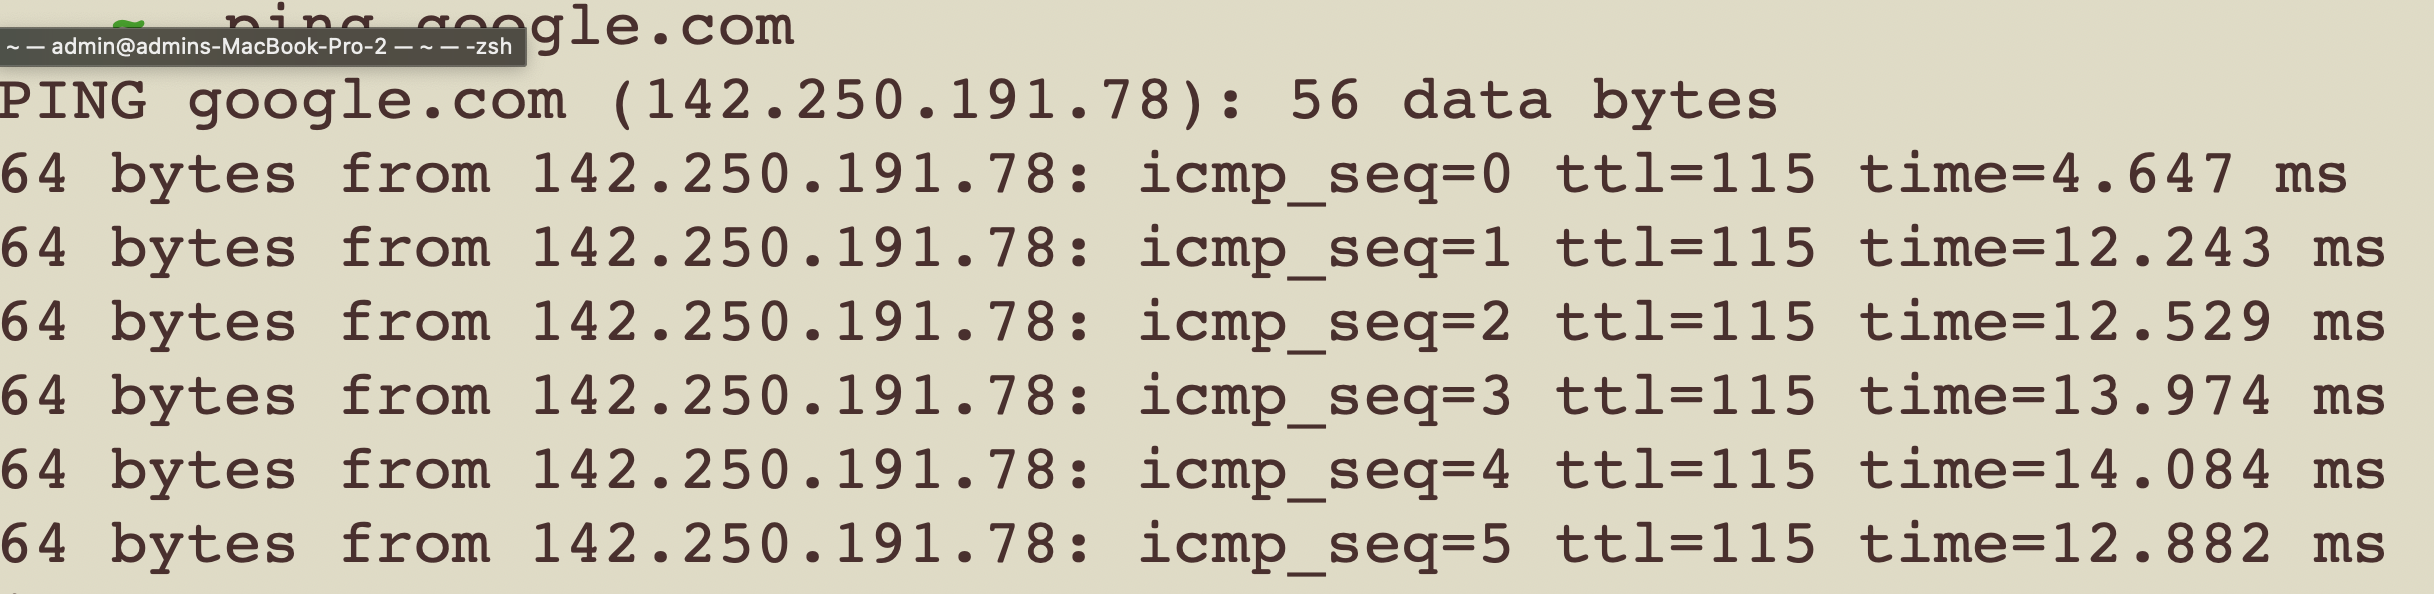 ~ ping google.com
~ — admin@admins-MacBook-Pro-2 — ~ — -zsh
PING google.com (142.250.191.78): 56 data bytes
64 bytes from 142.250.191.78: icmp_seq=0 ttl=115 time=4.647 ms
64 bytes from 142.250.191.78: icmp_seq=1 ttl=115 time=12.243 ms
64 bytes from 142.250.191.78: icmp_seq=2 ttl=115 time=12.529 ms
64 bytes from 142.250.191.78: icmp_seq=3 ttl=115 time=13.974 ms
64 bytes from 142.250.191.78: icmp_seq=4 ttl=115 time=14.084 ms
64 bytes from 142.250.191.78: icmp_seq=5 ttl=115 time=12.882 ms